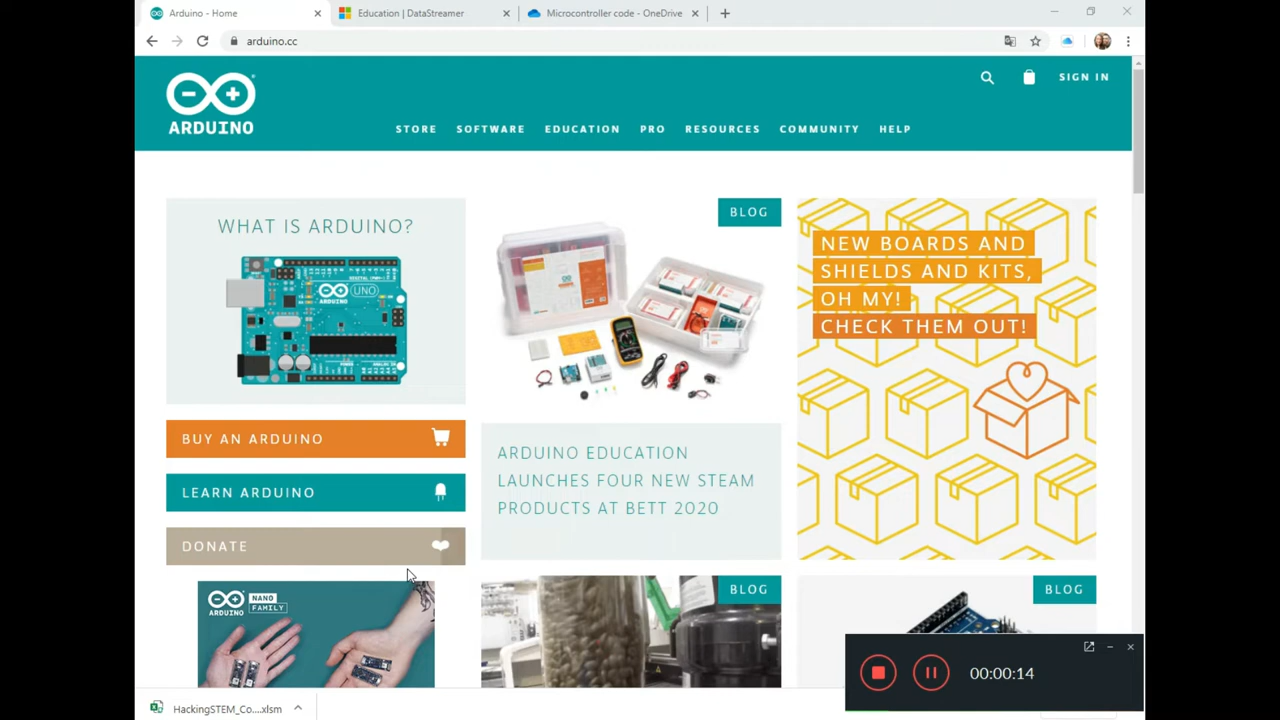 Arduino - Home
Education | DataStreamer
Microcontroller code - OneDrive
arduino.cc
ARDUINO
SIGN IN
STORE
SOFTWARE
EDUCATION
PRO
RESOURCES
COMMUNITY
HELP
WHAT IS ARDUINO?
ARDUINO
UNO
BUY AN ARDUINO
LEARN ARDUINO
DONATE
ARDUINO
NANO
FAMILY
BLOG
ARDUINO EDUCATION
LAUNCHES FOUR NEW STEAM
PRODUCTS AT BETT 2020
BLOG
NEW BOARDS AND
SHIELDS AND KITS,
OH MY!
CHECK THEM OUT!
BLOG
00:00:14
HackingSTEM_Co....xlsm